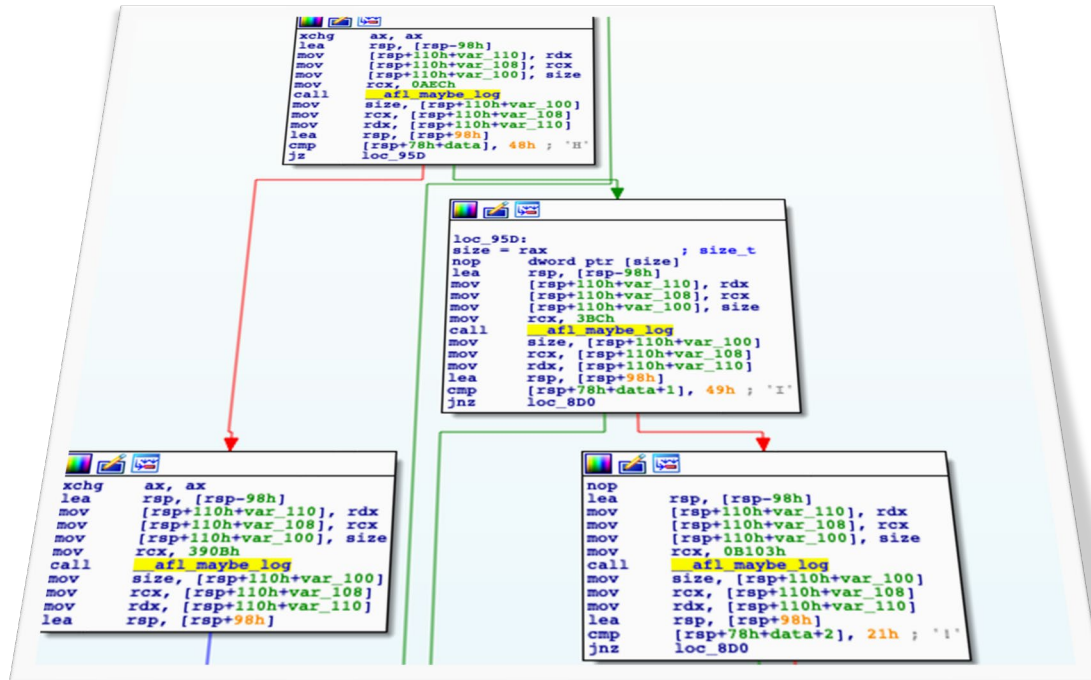 xchg ax, ax
lea rsp, [rsp-98h]
mov [rsp+110h+var_110], rdx
mov [rsp+110h+var_108], rcx
mov [rsp+110h+var_100], size
mov rcx, 0AECh
call __afl_maybe_log
mov size, [rsp+110h+var_100]
mov rcx, [rsp+110h+var_108]
mov rdx, [rsp+110h+var_110]
lea rsp, [rsp+98h]
cmp [rsp+78h+data], 48h ; 'H'
jz loc_95D
loc_95D:
size = rax ; size_t
nop dword ptr [size]
lea rsp, [rsp-98h]
mov [rsp+110h+var_110], rdx
mov [rsp+110h+var_108], rcx
mov [rsp+110h+var_100], size
mov rcx, 3BCh
call __afl_maybe_log
mov size, [rsp+110h+var_100]
mov rcx, [rsp+110h+var_108]
mov rdx, [rsp+110h+var_110]
lea rsp, [rsp+98h]
cmp [rsp+78h+data+1], 49h ; 'I'
jnz loc_8D0
xchg ax, ax
lea rsp, [rsp-98h]
mov [rsp+110h+var_110], rdx
mov [rsp+110h+var_108], rcx
mov [rsp+110h+var_100], size
mov rcx, 390Bh
call __afl_maybe_log
mov size, [rsp+110h+var_100]
mov rcx, [rsp+110h+var_108]
mov rdx, [rsp+110h+var_110]
lea rsp, [rsp+98h]
nop
lea rsp, [rsp-98h]
mov [rsp+110h+var_110], rdx
mov [rsp+110h+var_108], rcx
mov [rsp+110h+var_100], size
mov rcx, 0B103h
call __afl_maybe_log
mov size, [rsp+110h+var_100]
mov rcx, [rsp+110h+var_108]
mov rdx, [rsp+110h+var_110]
lea rsp, [rsp+98h]
cmp [rsp+78h+data+2], 21h ; '!'
jnz loc_8D0